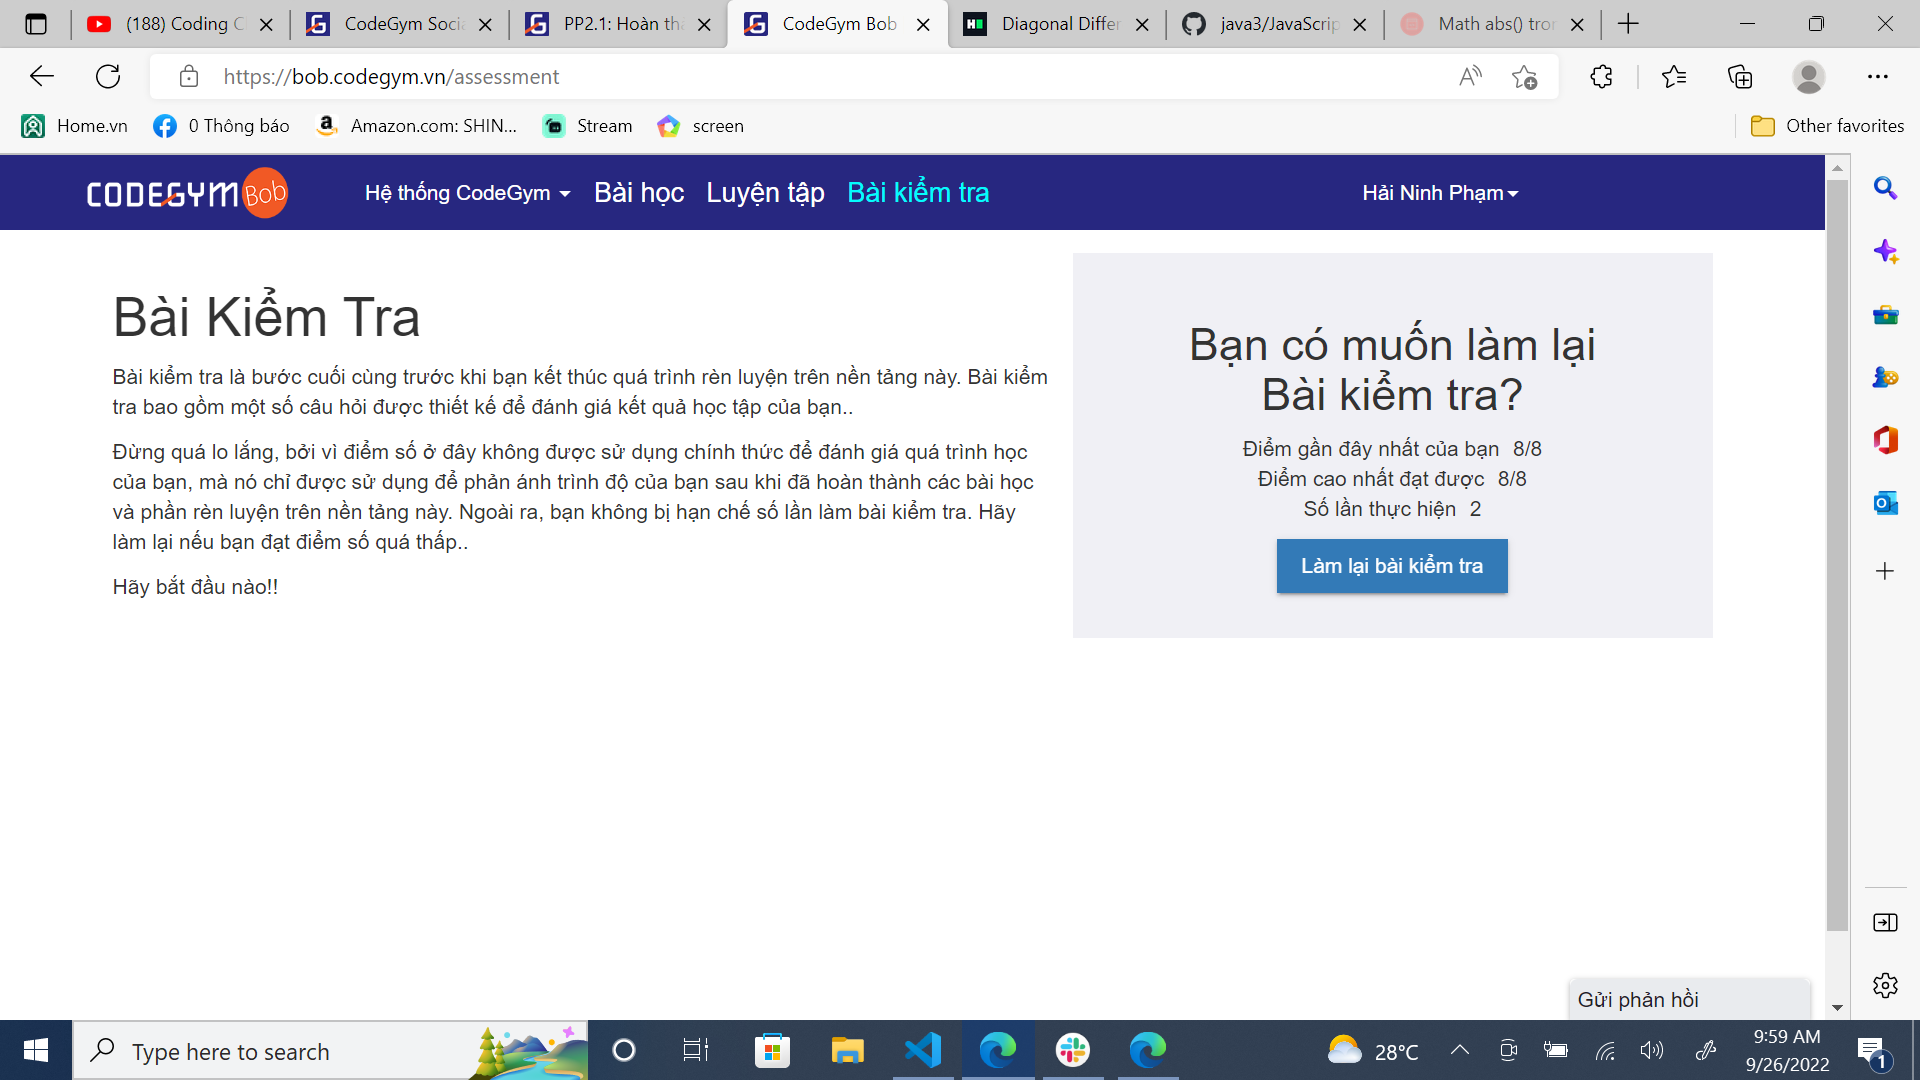 (188) Coding C
CodeGym Socia
PP2.1: Hoàn thà
CodeGym Bob
Diagonal Differ
java3/JavaScrip
Math abs() tron
https://bob.codegym.vn/assessment
Home.vn
0 Thông báo
Amazon.com: SHIN...
Stream
screen
Other favorites
CODEGYM Bob
Hệ thống CodeGym
Bài học
Luyện tập
Bài kiểm tra
Hải Ninh Phạm
Bài Kiểm Tra
Bài kiểm tra là bước cuối cùng trước khi bạn kết thúc quá trình rèn luyện trên nền tảng này. Bài kiểm
tra bao gồm một số câu hỏi được thiết kế để đánh giá kết quả học tập của bạn..
Đừng quá lo lắng, bởi vì điểm số ở đây không được sử dụng chính thức để đánh giá quá trình học
của bạn, mà nó chỉ được sử dụng để phản ánh trình độ của bạn sau khi đã hoàn thành các bài học
và phần rèn luyện trên nền tảng này. Ngoài ra, bạn không bị hạn chế số lần làm bài kiểm tra. Hãy
làm lại nếu bạn đạt điểm số quá thấp..
Hãy bắt đầu nào!!
Bạn có muốn làm lại
Bài kiểm tra?
Điểm gần đây nhất của bạn 8/8
Điểm cao nhất đạt được 8/8
Số lần thực hiện 2
Làm lại bài kiểm tra
Gửi phản hồi
Type here to search
28°C
9:59 AM
9/26/2022
1